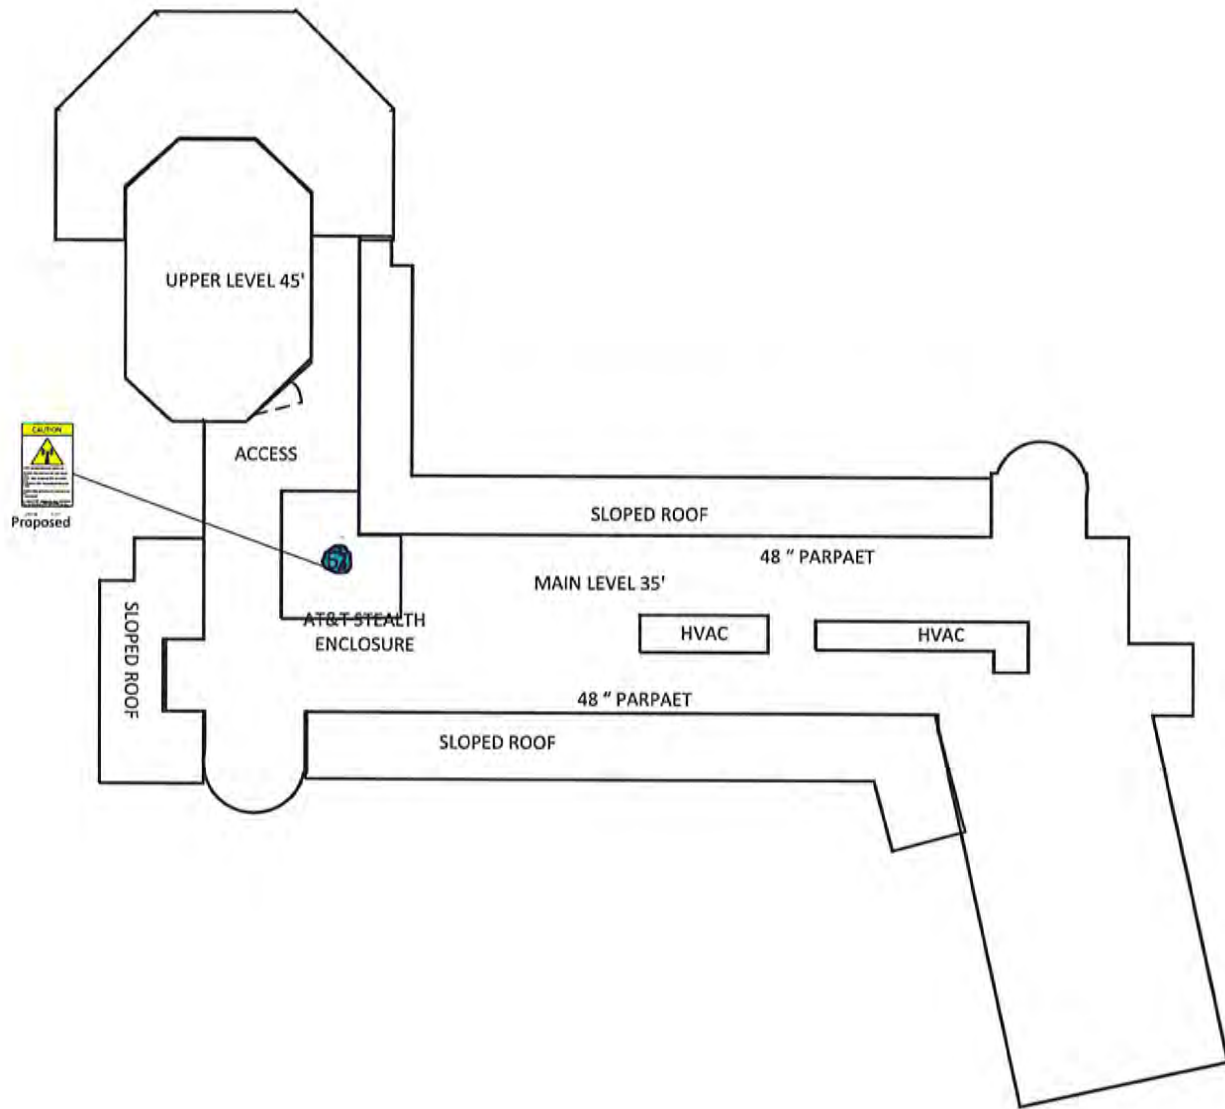 UPPER LEVEL 45'
CAUTION
Proposed
ACCESS
SLOPED ROOF
48 " PARPAET
MAIN LEVEL 35'
AT&T STEALTH
ENCLOSURE
HVAC
HVAC
SLOPED ROOF
48 " PARPAET
SLOPED ROOF